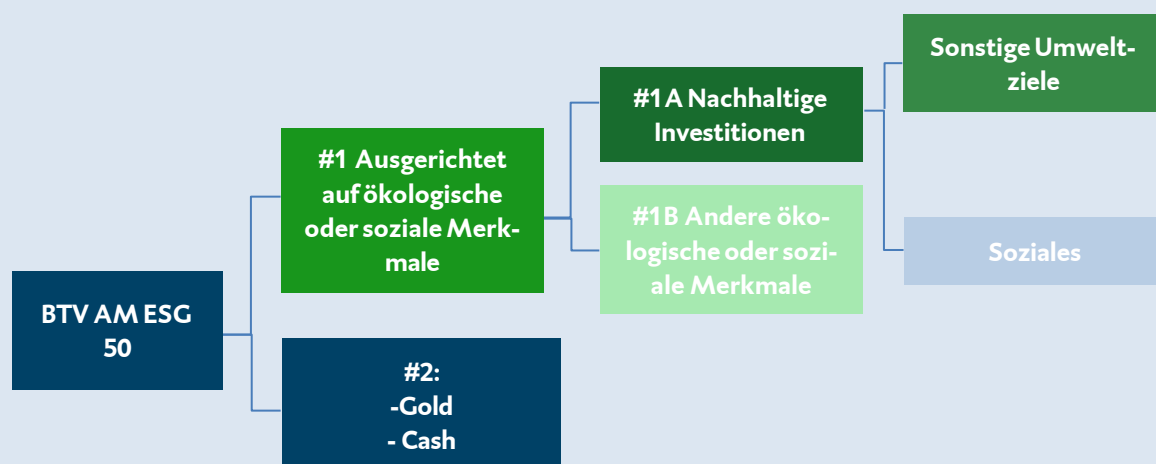 BTV AM ESG
50
#1 Ausgerichtet
auf ökologische
oder soziale Merk-
male
#2:
-Gold
- Cash
#1A Nachhaltige
Investitionen
#1B Andere öko-
logische oder sozi-
ale Merkmale
Sonstige Umwelt-
ziele
Soziales